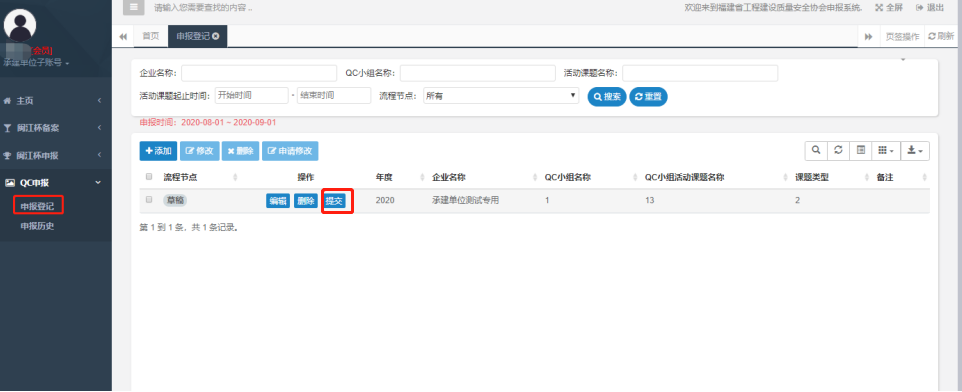 请输入您需要查找的内容 ..
欢迎来到福建省工程建设质量安全协会申报系统.
全屏
退出
首页
申报登记
页签操作
刷新
[会员]
承建单位子账号
主页
闽江杯备案
闽江杯申报
QC申报
申报登记
申报历史
企业名称：
QC小组名称：
活动课题名称：
活动课题起止时间： 开始时间 - 结束时间
流程节点： 所有
搜索
重置
申报时间：2020-08-01 ~ 2020-09-01
添加
修改
删除
申请修改
流程节点 操作 年度 企业名称 QC小组名称 QC小组活动课题名称 课题类型 备注
草稿 编辑 删除 提交 2020 承建单位测试专用 1 13 2
第 1 到 1 条，共 1 条记录。